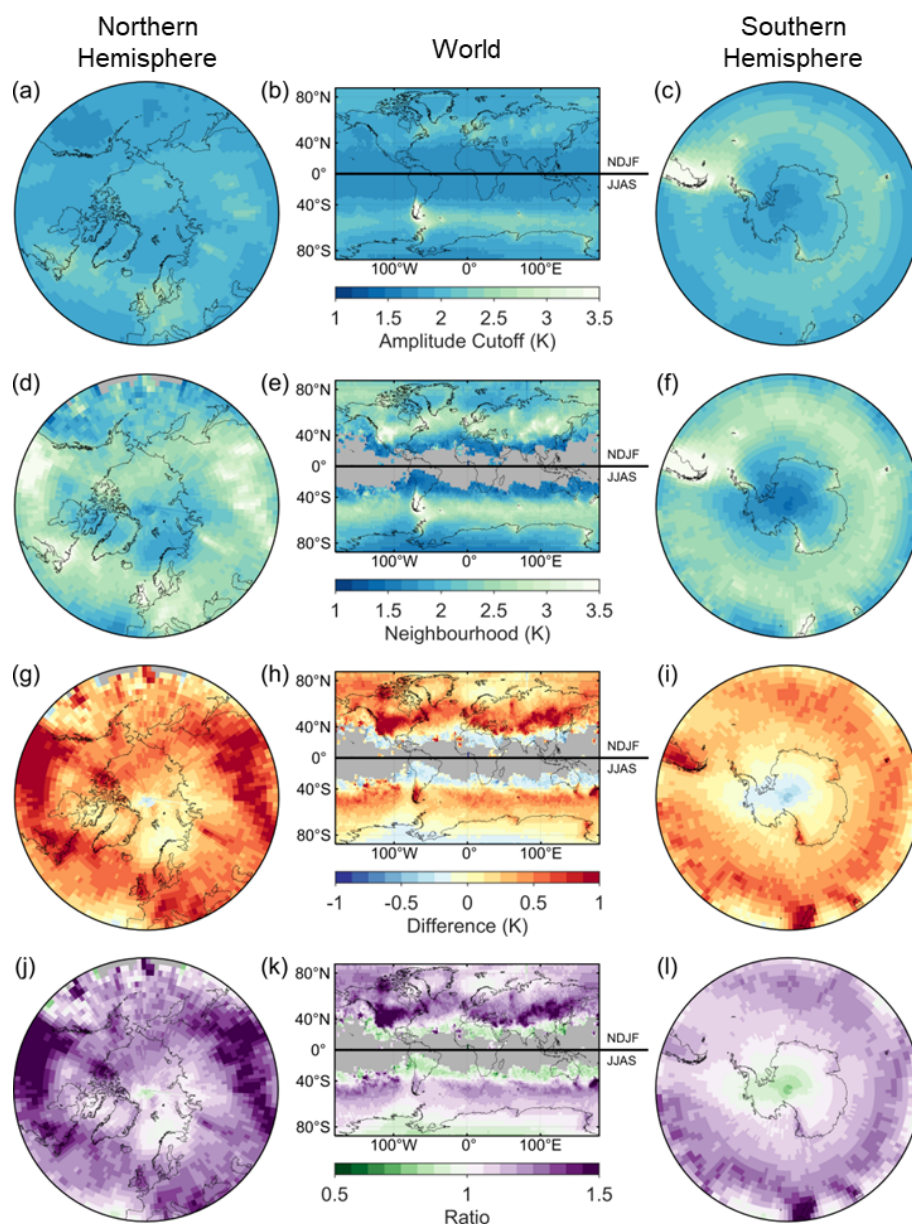 Northern
Hemisphere
World
Southern
Hemisphere
(a)
(b)
(c)
80°N
40°N
0°
40°S
80°S
NDJF
JJAS
100°W
0°
100°E
1
1.5
2
2.5
3
3.5
Amplitude Cutoff (K)
(d)
(e)
(f)
80°N
40°N
0°
40°S
80°S
NDJF
JJAS
100°W
0°
100°E
1
1.5
2
2.5
3
3.5
Neighbourhood (K)
(g)
(h)
(i)
80°N
40°N
0°
40°S
80°S
NDJF
JJAS
100°W
0°
100°E
-1
-0.5
0
0.5
1
Difference (K)
(j)
(k)
(l)
80°N
40°N
0°
40°S
80°S
NDJF
JJAS
100°W
0°
100°E
0.5
1
1.5
Ratio